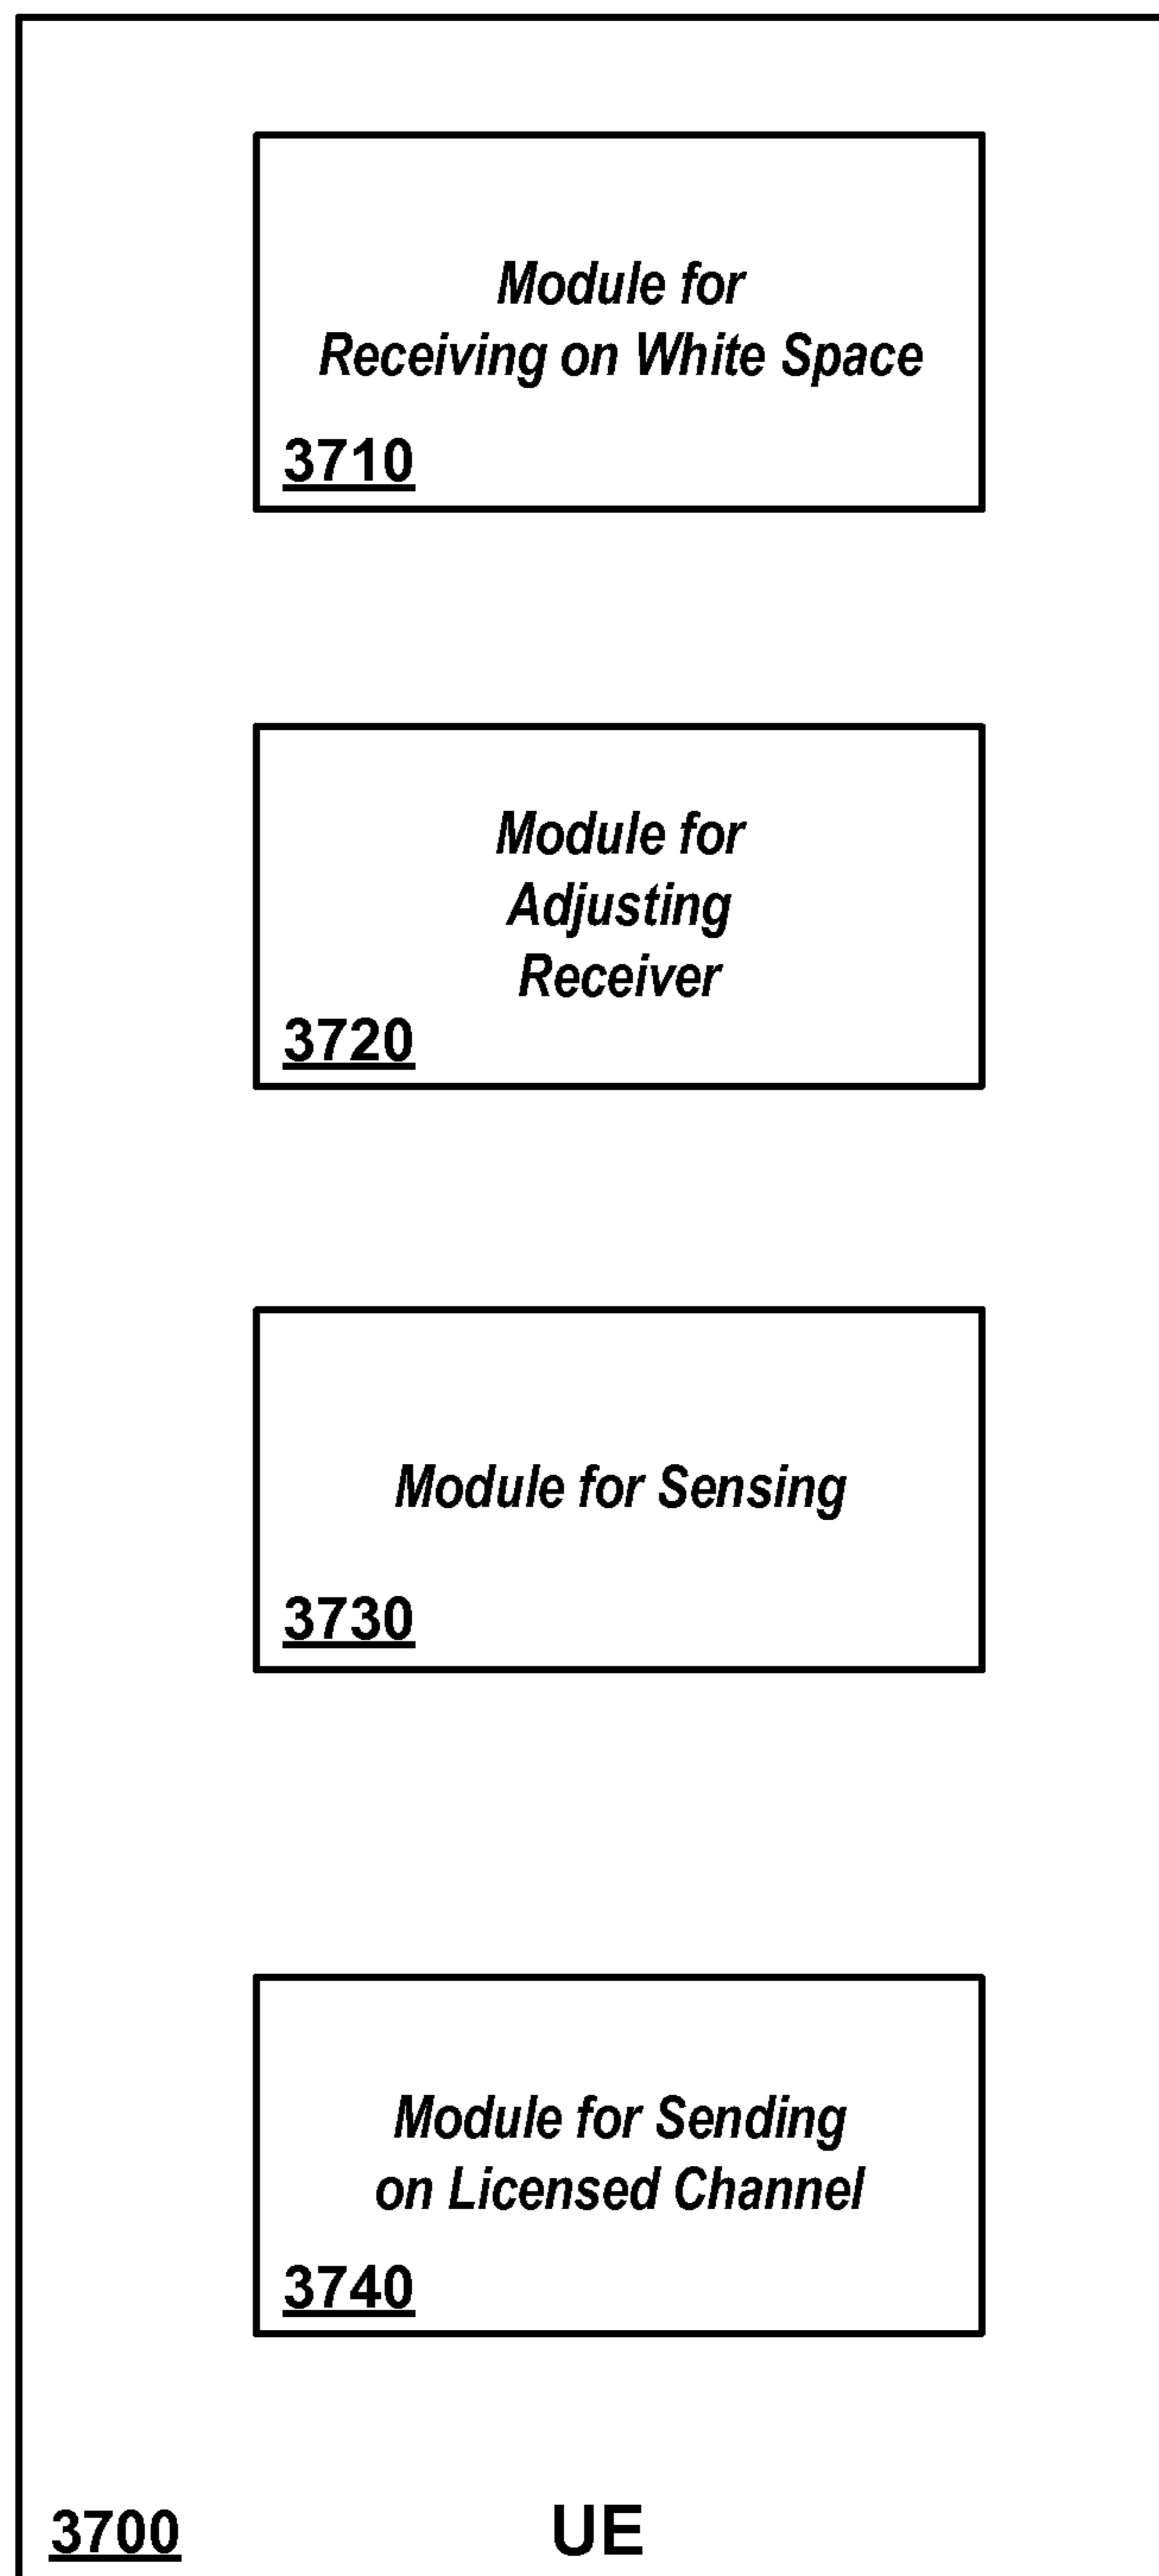 Module for
Receiving on White Space
3710
Module for
Adjusting
Receiver
3720
Module for Sensing
3730
Module for Sending
on Licensed Channel
3740
3700 UE